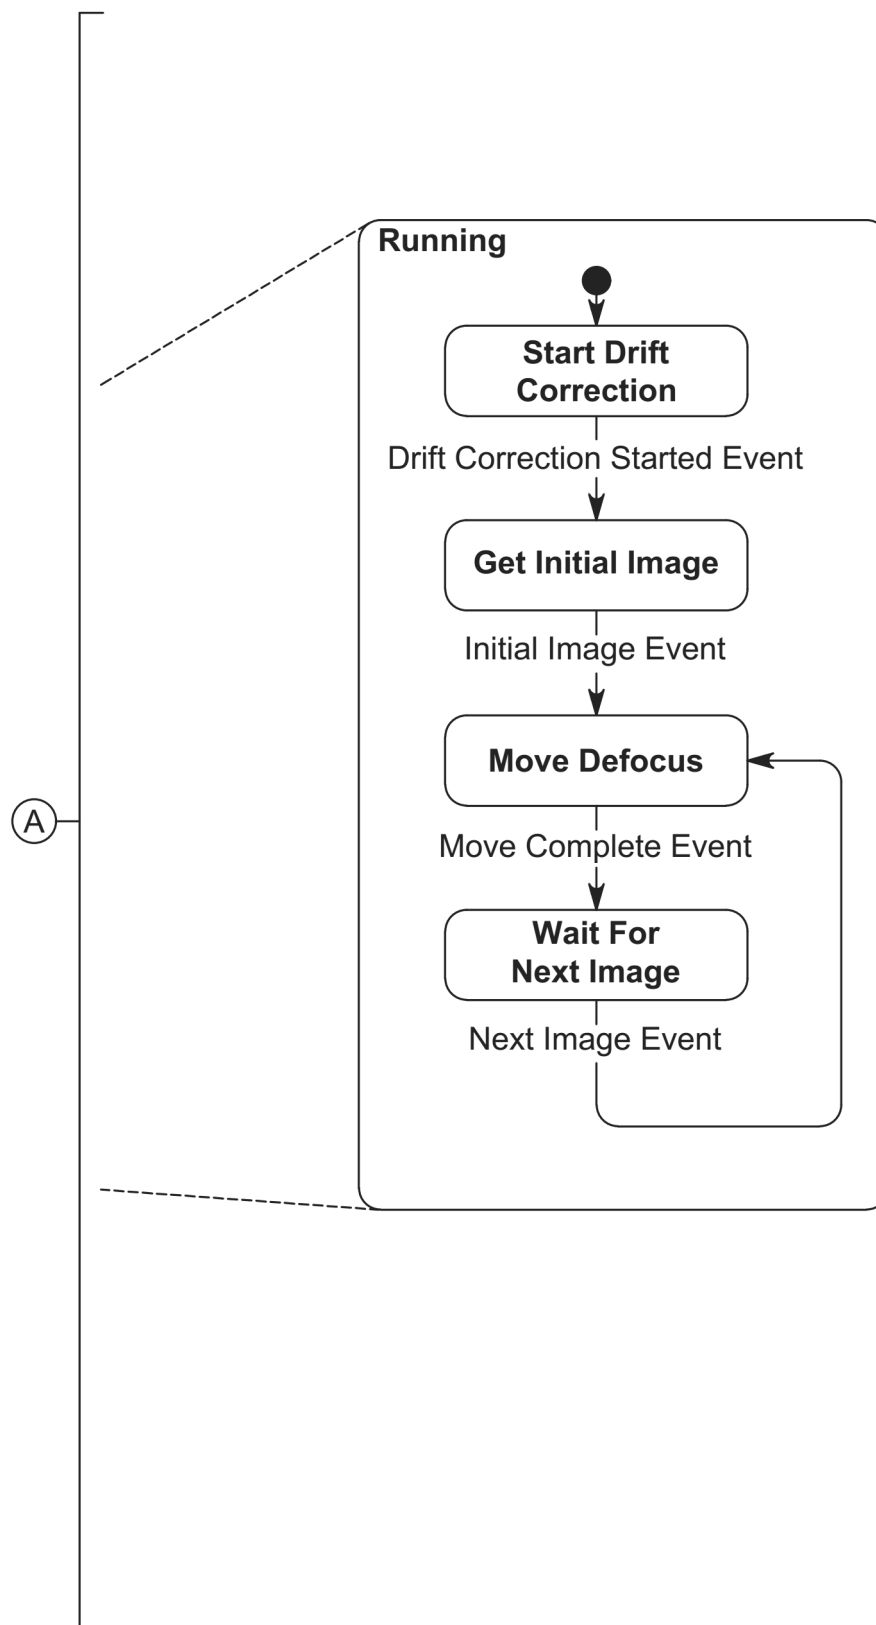 Running
Start Drift
Correction
Drift Correction Started Event
Get Initial Image
Initial Image Event
Move Defocus
A
Move Complete Event
Wait For
Next Image
Next Image Event